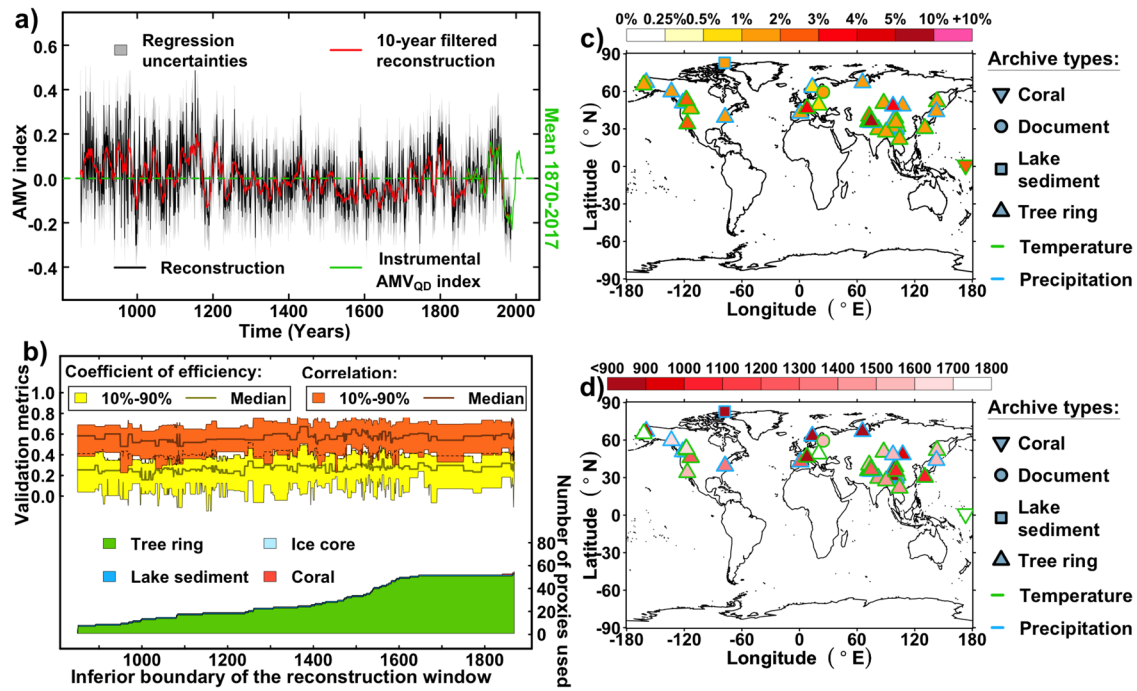 a)
0.6
0.4
0.2
0.0
-0.2
-0.4
AMV index
Regression
uncertainties
10-year filtered
reconstruction
Reconstruction
Instrumental
AMVQD index
Mean 1870-2017
1000 1200 1400 1600 1800 2000
Time (Years)
b)
Coefficient of efficiency:
10%-90% Median
Correlation:
10%-90% Median
1.0
0.8
0.6
0.4
0.2
0.0
Validation metrics
Tree ring
Ice core
Lake sediment
Coral
80
60
40
20
0
Number of proxies used
1000 1200 1400 1600 1800
Inferior boundary of the reconstruction window
c)
0% 0.25% 0.5% 1% 2% 3% 4% 5% 10% +10%
90
60
30
0
-30
-60
-90
Latitude (°N)
-180 -120 -60 0 60 120 180
Longitude (°E)
Archive types:
Coral
Document
Lake
sediment
Tree ring
Temperature
Precipitation
d)
<900 900 1000 1100 1200 1300 1400 1500 1600 1700 1800
90
60
30
0
-30
-60
-90
Latitude (°N)
-180 -120 -60 0 60 120 180
Longitude (°E)
Archive types:
Coral
Document
Lake
sediment
Tree ring
Temperature
Precipitation